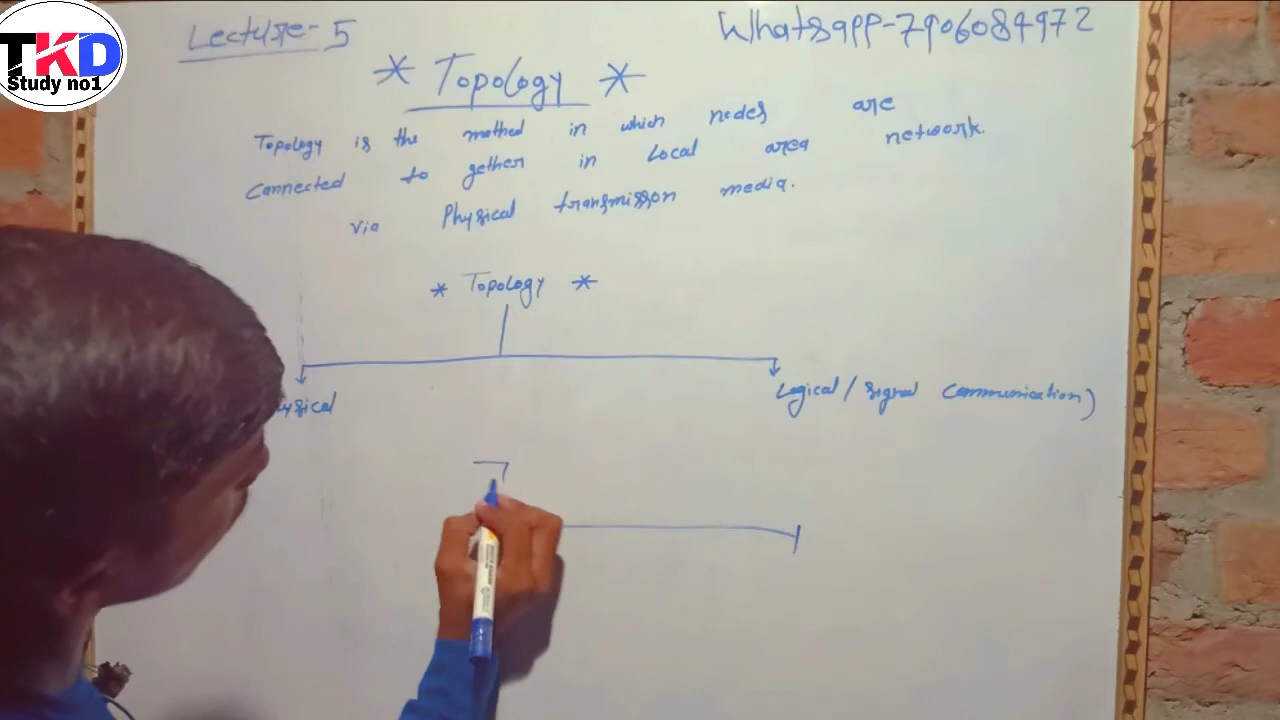 TKD
Study no1
Lecture-5
Whatsapp-7906084972
* Topology *
Topology is the mathed in which nodes are
Connected to gether in Local area network.
via Physical transmission media.
* Topology *
ysical
Logical / Signal Communication)